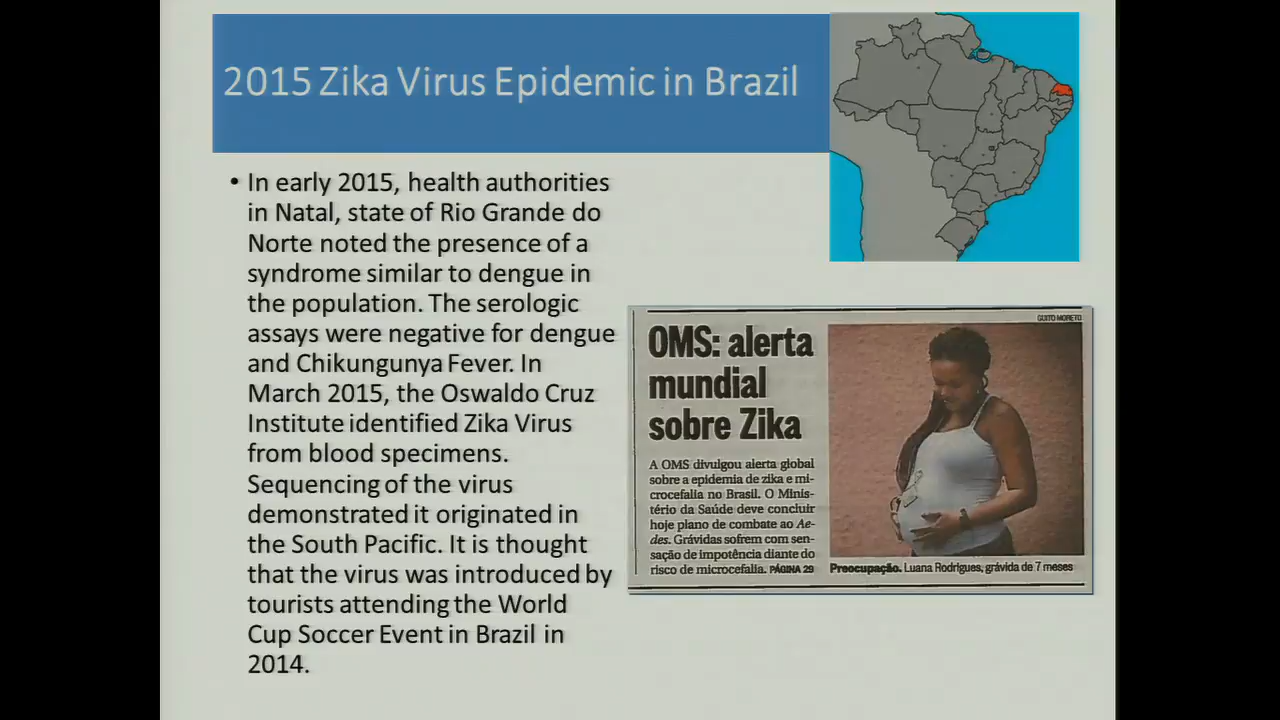 2015 Zika Virus Epidemic in Brazil
• In early 2015, health authorities
in Natal, state of Rio Grande do
Norte noted the presence of a
syndrome similar to dengue in
the population. The serologic
assays were negative for dengue
and Chikungunya Fever. In
March 2015, the Oswaldo Cruz
Institute identified Zika Virus
from blood specimens.
Sequencing of the virus
demonstrated it originated in
the South Pacific. It is thought
that the virus was introduced by
tourists attending the World
Cup Soccer Event in Brazil in
2014.
GUITO MORETO
OMS: alerta
mundial
sobre Zika
A OMS divulgou alerta global
sobre a epidemia de zika e mi-
crocefalia no Brasil. O Minis-
tério da Saúde deve concluir
hoje plano de combate ao Ae-
des. Grávidas sofrem com sen-
sação de impotência diante do
risco de microcefalia. PÁGINA 29
Preocupação. Luana Rodrigues, grávida de 7 meses